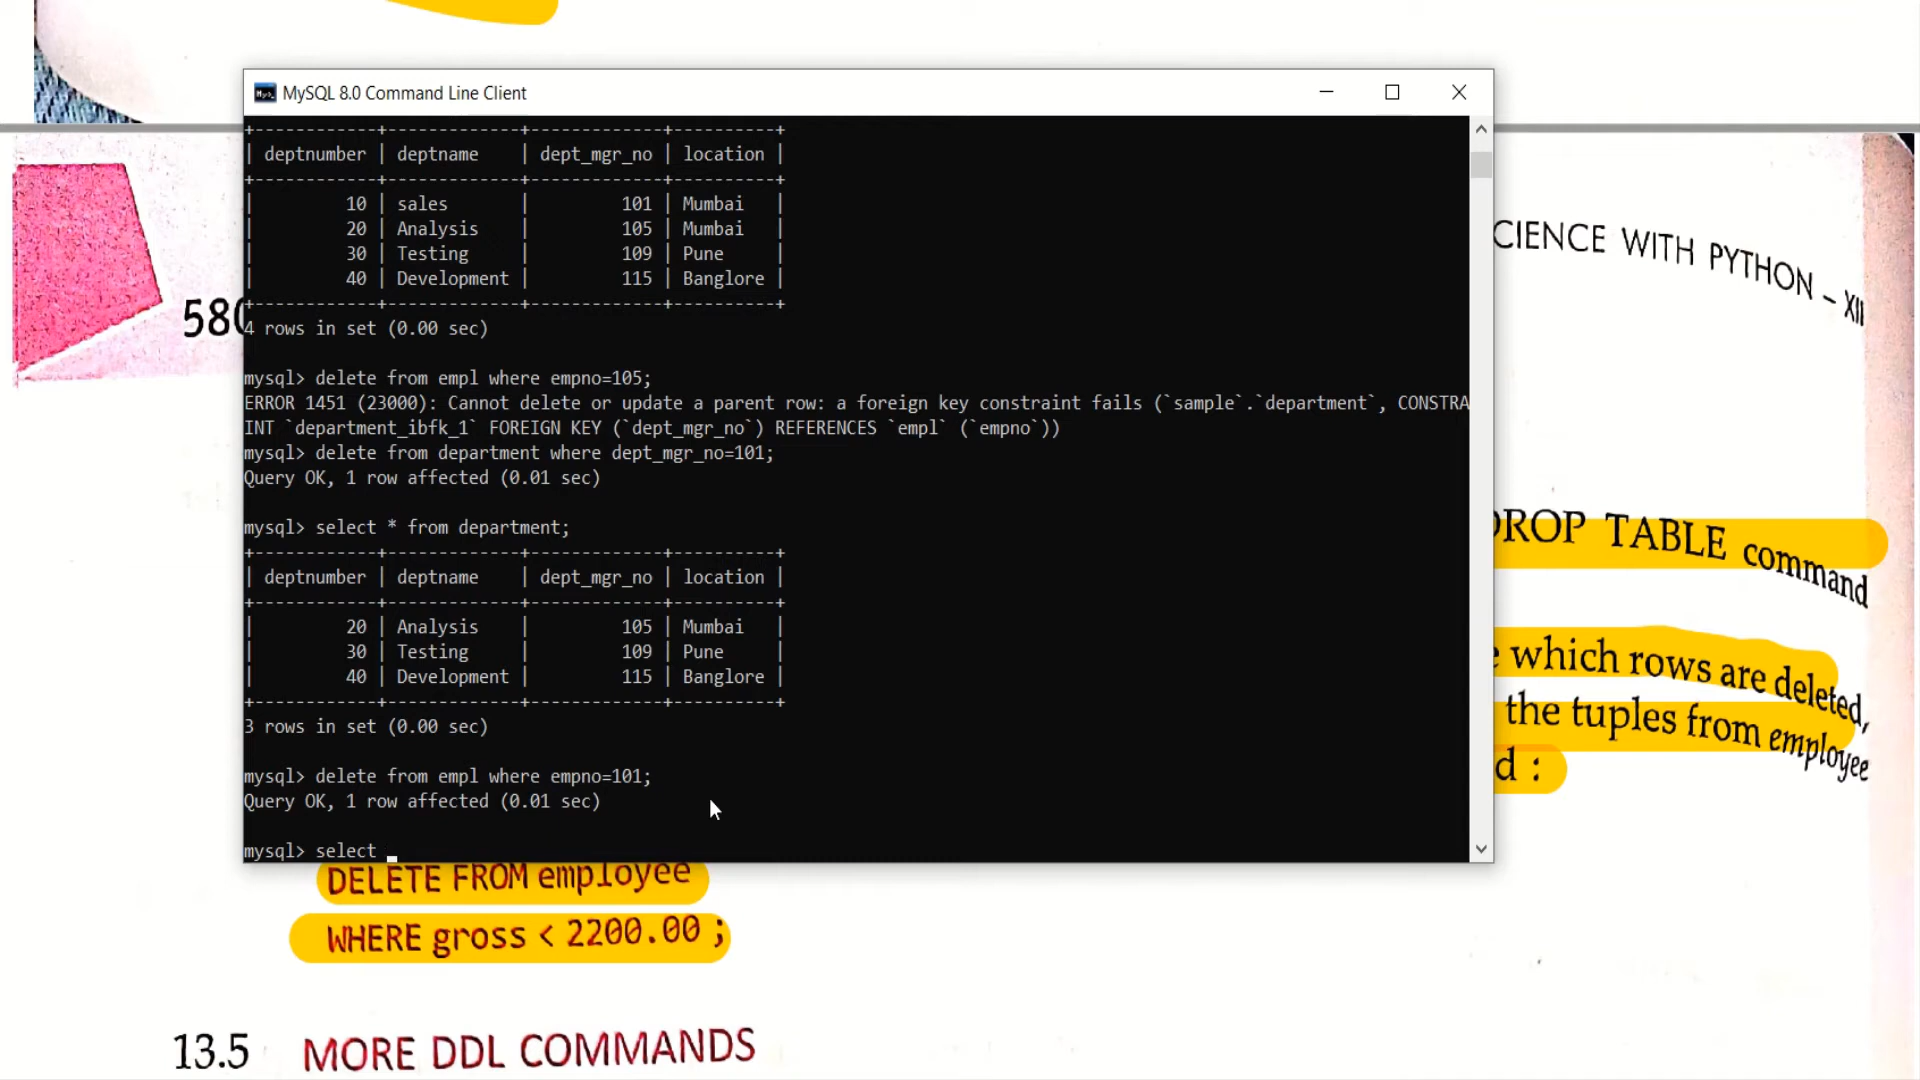 MySQL 8.0 Command Line Client
+-------------+-------------+-------------+----------+
| deptnumber | deptname | dept_mgr_no | location |
+-------------+-------------+-------------+----------+
| 10 | sales | 101 | Mumbai |
| 20 | Analysis | 105 | Mumbai |
| 30 | Testing | 109 | Pune |
| 40 | Development | 115 | Banglore |
+-------------+-------------+-------------+----------+
4 rows in set (0.00 sec)
mysql> delete from empl where empno=105;
ERROR 1451 (23000): Cannot delete or update a parent row: a foreign key constraint fails (`sample`.`department`, CONSTRA
INT `department_ibfk_1` FOREIGN KEY (`dept_mgr_no`) REFERENCES `empl` (`empno`))
mysql> delete from department where dept_mgr_no=101;
Query OK, 1 row affected (0.01 sec)
mysql> select * from department;
+-------------+-------------+-------------+----------+
| deptnumber | deptname | dept_mgr_no | location |
+-------------+-------------+-------------+----------+
| 20 | Analysis | 105 | Mumbai |
| 30 | Testing | 109 | Pune |
| 40 | Development | 115 | Banglore |
+-------------+-------------+-------------+----------+
3 rows in set (0.00 sec)
mysql> delete from empl where empno=101;
Query OK, 1 row affected (0.01 sec)
mysql> select
580
CIENCE WITH PYTHON – XII
DROP TABLE command
which rows are deleted,
the tuples from employee
d :
DELETE FROM employee
WHERE gross < 2200.00 ;
13.5 MORE DDL COMMANDS